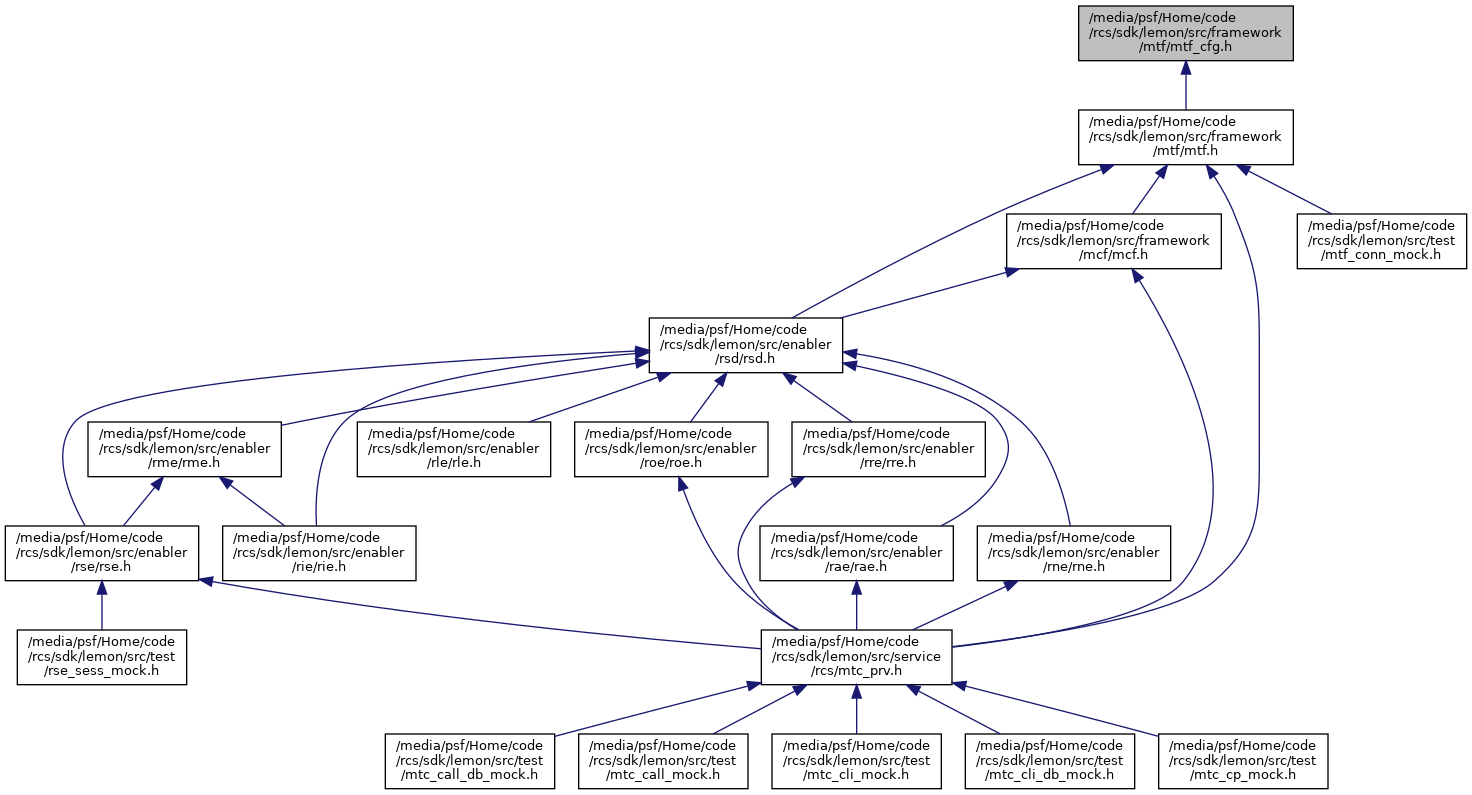 /media/psf/Home/code
/rcs/sdk/lemon/src/framework
/mtf/mtf_cfg.h
/media/psf/Home/code
/rcs/sdk/lemon/src/framework
/mtf/mtf.h
/media/psf/Home/code
/rcs/sdk/lemon/src/framework
/mcf/mcf.h
/media/psf/Home/code
/rcs/sdk/lemon/src/test
/mtf_conn_mock.h
/media/psf/Home/code
/rcs/sdk/lemon/src/enabler
/rsd/rsd.h
/media/psf/Home/code
/rcs/sdk/lemon/src/enabler
/rme/rme.h
/media/psf/Home/code
/rcs/sdk/lemon/src/enabler
/rle/rle.h
/media/psf/Home/code
/rcs/sdk/lemon/src/enabler
/roe/roe.h
/media/psf/Home/code
/rcs/sdk/lemon/src/enabler
/rre/rre.h
/media/psf/Home/code
/rcs/sdk/lemon/src/enabler
/rse/rse.h
/media/psf/Home/code
/rcs/sdk/lemon/src/enabler
/rie/rie.h
/media/psf/Home/code
/rcs/sdk/lemon/src/enabler
/rae/rae.h
/media/psf/Home/code
/rcs/sdk/lemon/src/enabler
/rne/rne.h
/media/psf/Home/code
/rcs/sdk/lemon/src/test
/rse_sess_mock.h
/media/psf/Home/code
/rcs/sdk/lemon/src/service
/rcs/mtc_prv.h
/media/psf/Home/code
/rcs/sdk/lemon/src/test
/mtc_call_db_mock.h
/media/psf/Home/code
/rcs/sdk/lemon/src/test
/mtc_call_mock.h
/media/psf/Home/code
/rcs/sdk/lemon/src/test
/mtc_cli_mock.h
/media/psf/Home/code
/rcs/sdk/lemon/src/test
/mtc_cli_db_mock.h
/media/psf/Home/code
/rcs/sdk/lemon/src/test
/mtc_cp_mock.h